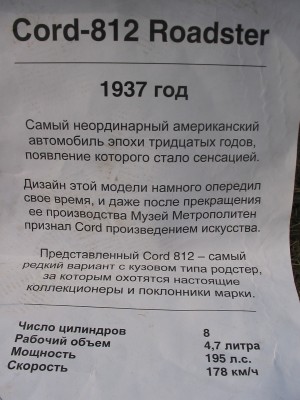 Cord-812 Roadster
1937 год
Самый неординарный американский
автомобиль эпохи тридцатых годов,
появление которого стало сенсацией.
Дизайн этой модели намного опередил
свое время, и даже после прекращения
ее производства Музей Метрополитен
признал Cord произведением искусства.
Представленный Cord 812 – самый
редкий вариант с кузовом типа родстер,
за которым охотятся настоящие
коллекционеры и поклонники марки.
Число цилиндров 8
Рабочий объем 4,7 литра
Мощность 195 л.с.
Скорость 178 км/ч